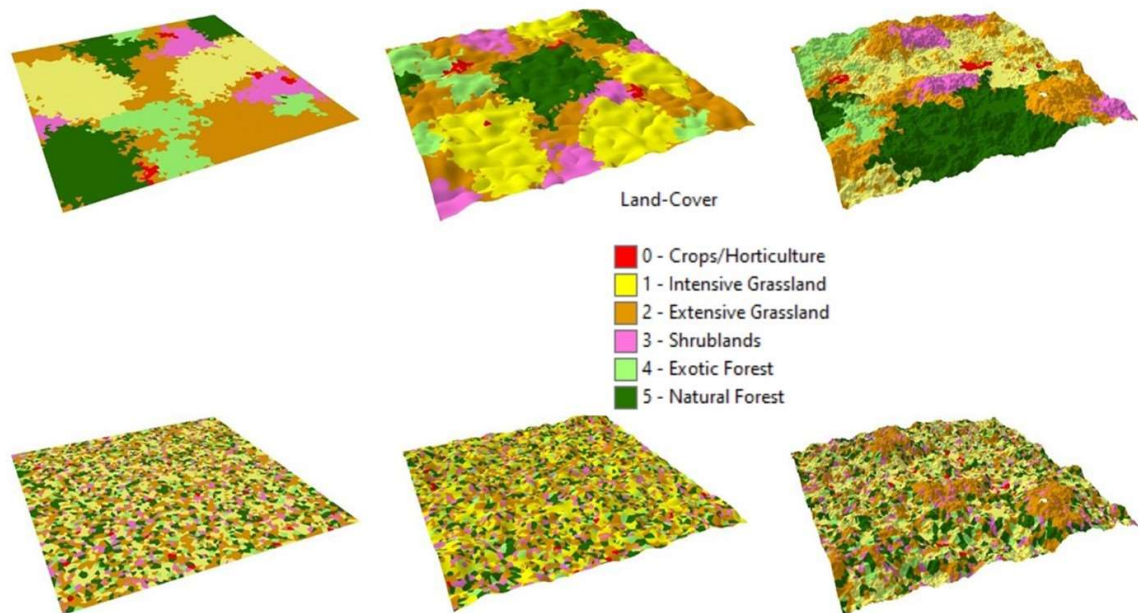 Land-Cover
0 - Crops/Horticulture
1 - Intensive Grassland
2 - Extensive Grassland
3 - Shrublands
4 - Exotic Forest
5 - Natural Forest